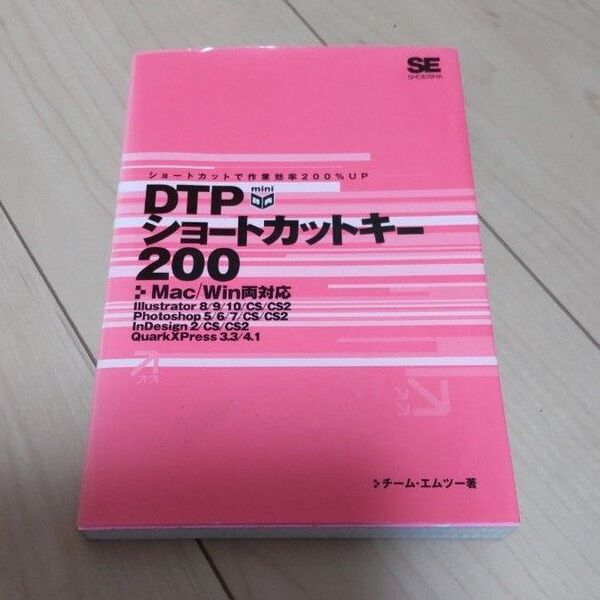 SE
SHOEISHA
ショートカットで作業効率200%UP
DTP mini
ショートカットキー
200
Mac/Win両対応
Illustrator 8/9/10/CS/CS2
Photoshop 5/6/7/CS/CS2
InDesign 2/CS/CS2
QuarkXPress 3.3/4.1
チーム・エムツー著